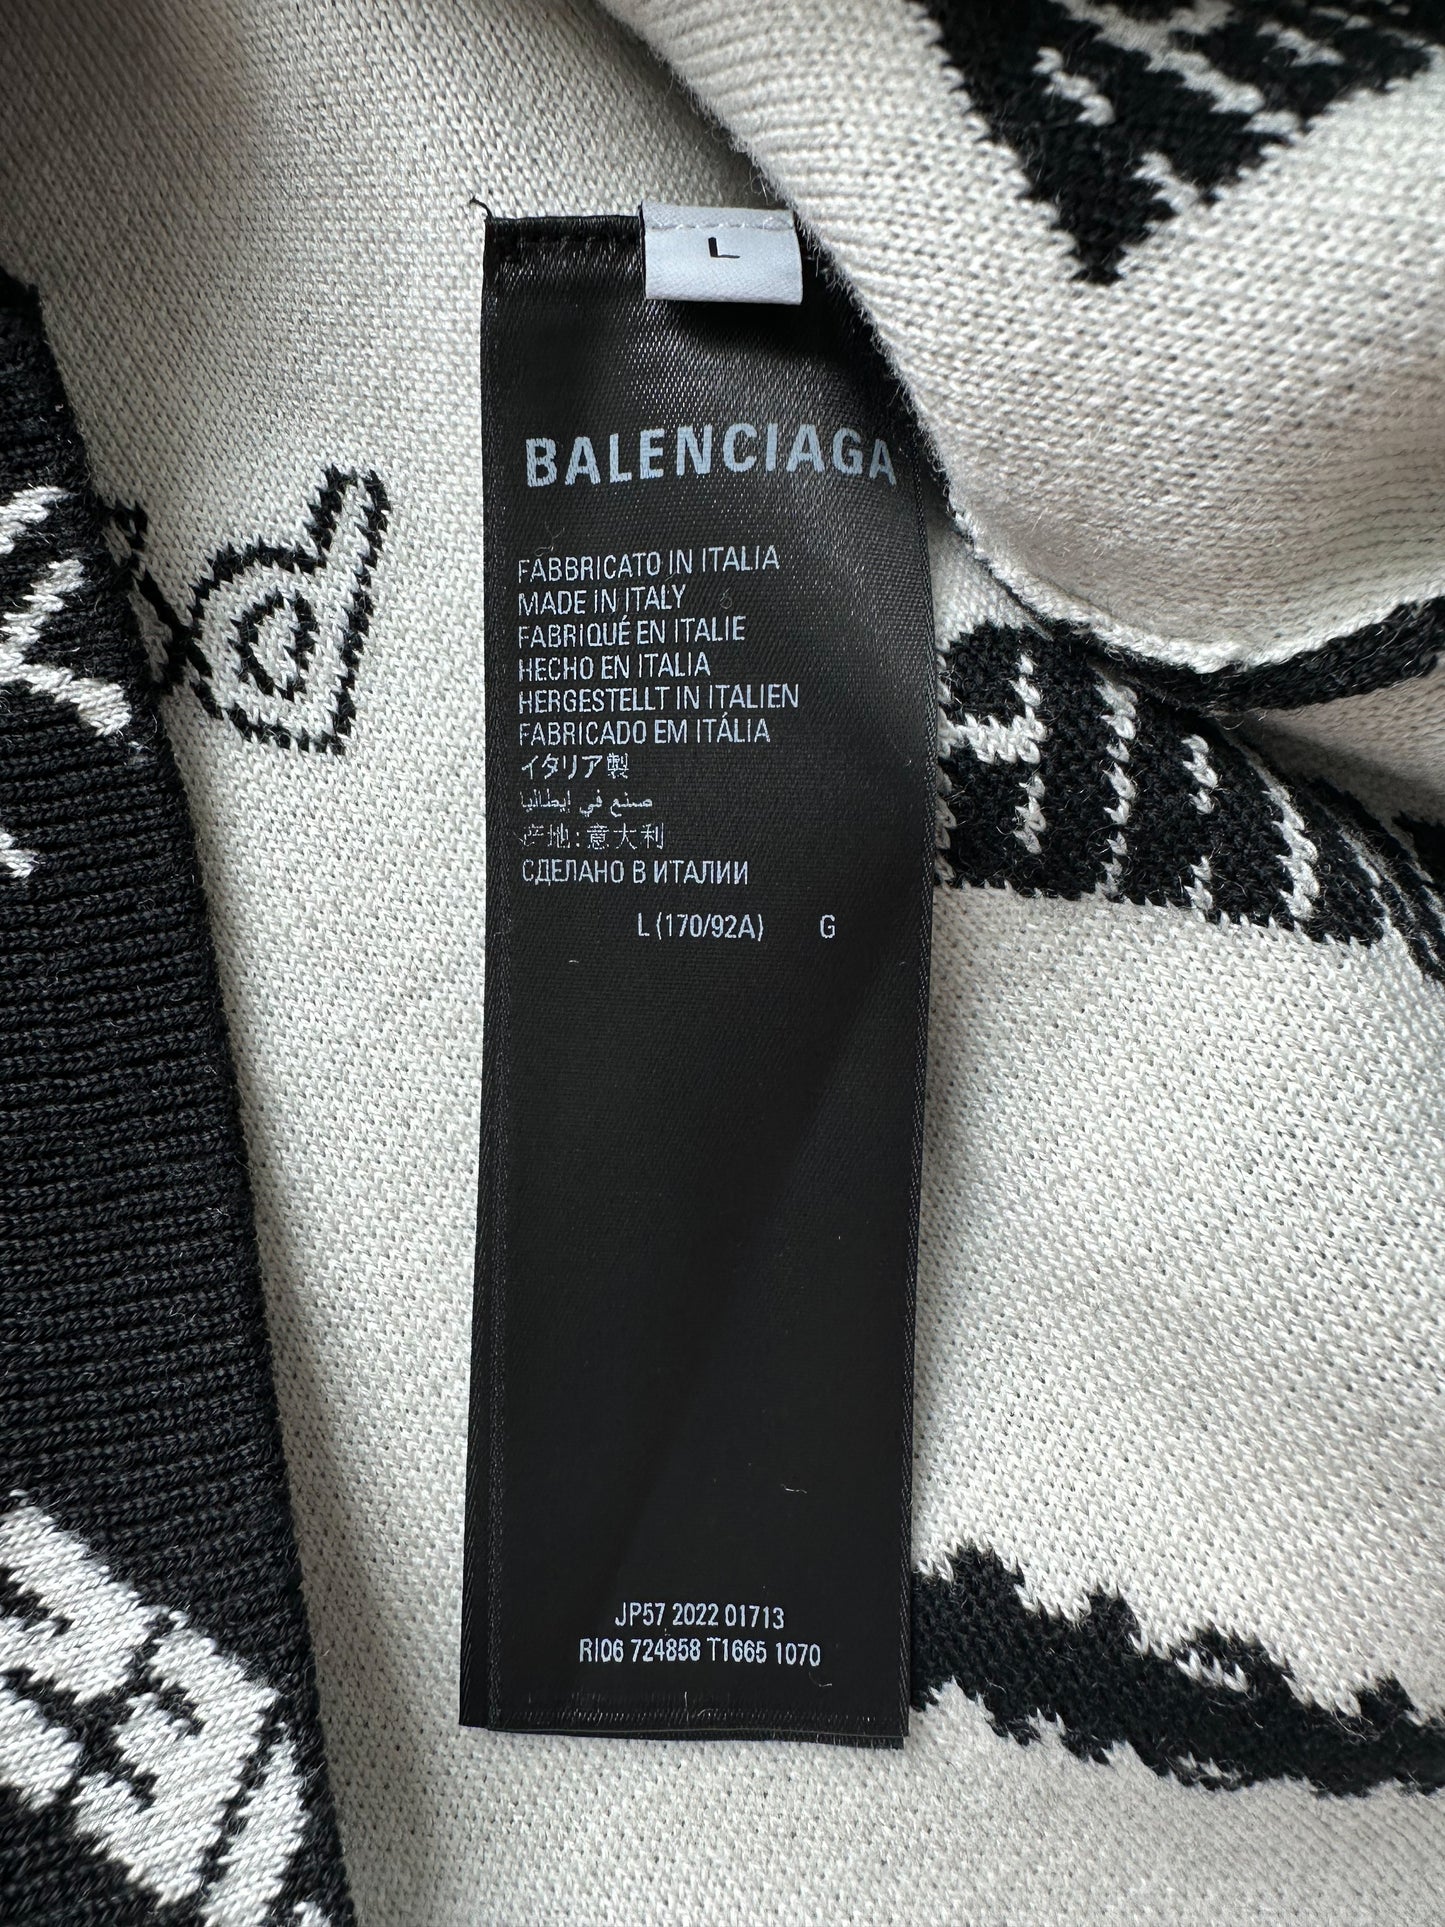 L
BALENCIAGA
FABBRICATO IN ITALIA
MADE IN ITALY
FABRIQUÉ EN ITALIE
HECHO EN ITALIA
HERGESTELLT IN ITALIEN
FABRICADO EM ITÁLIA
イタリア製
صنع في إيطاليا
产地:意大利
СДЕЛАНО В ИТАЛИИ
L (170/92A) G
JP57 2022 01713
RI06 724858 T1665 1070